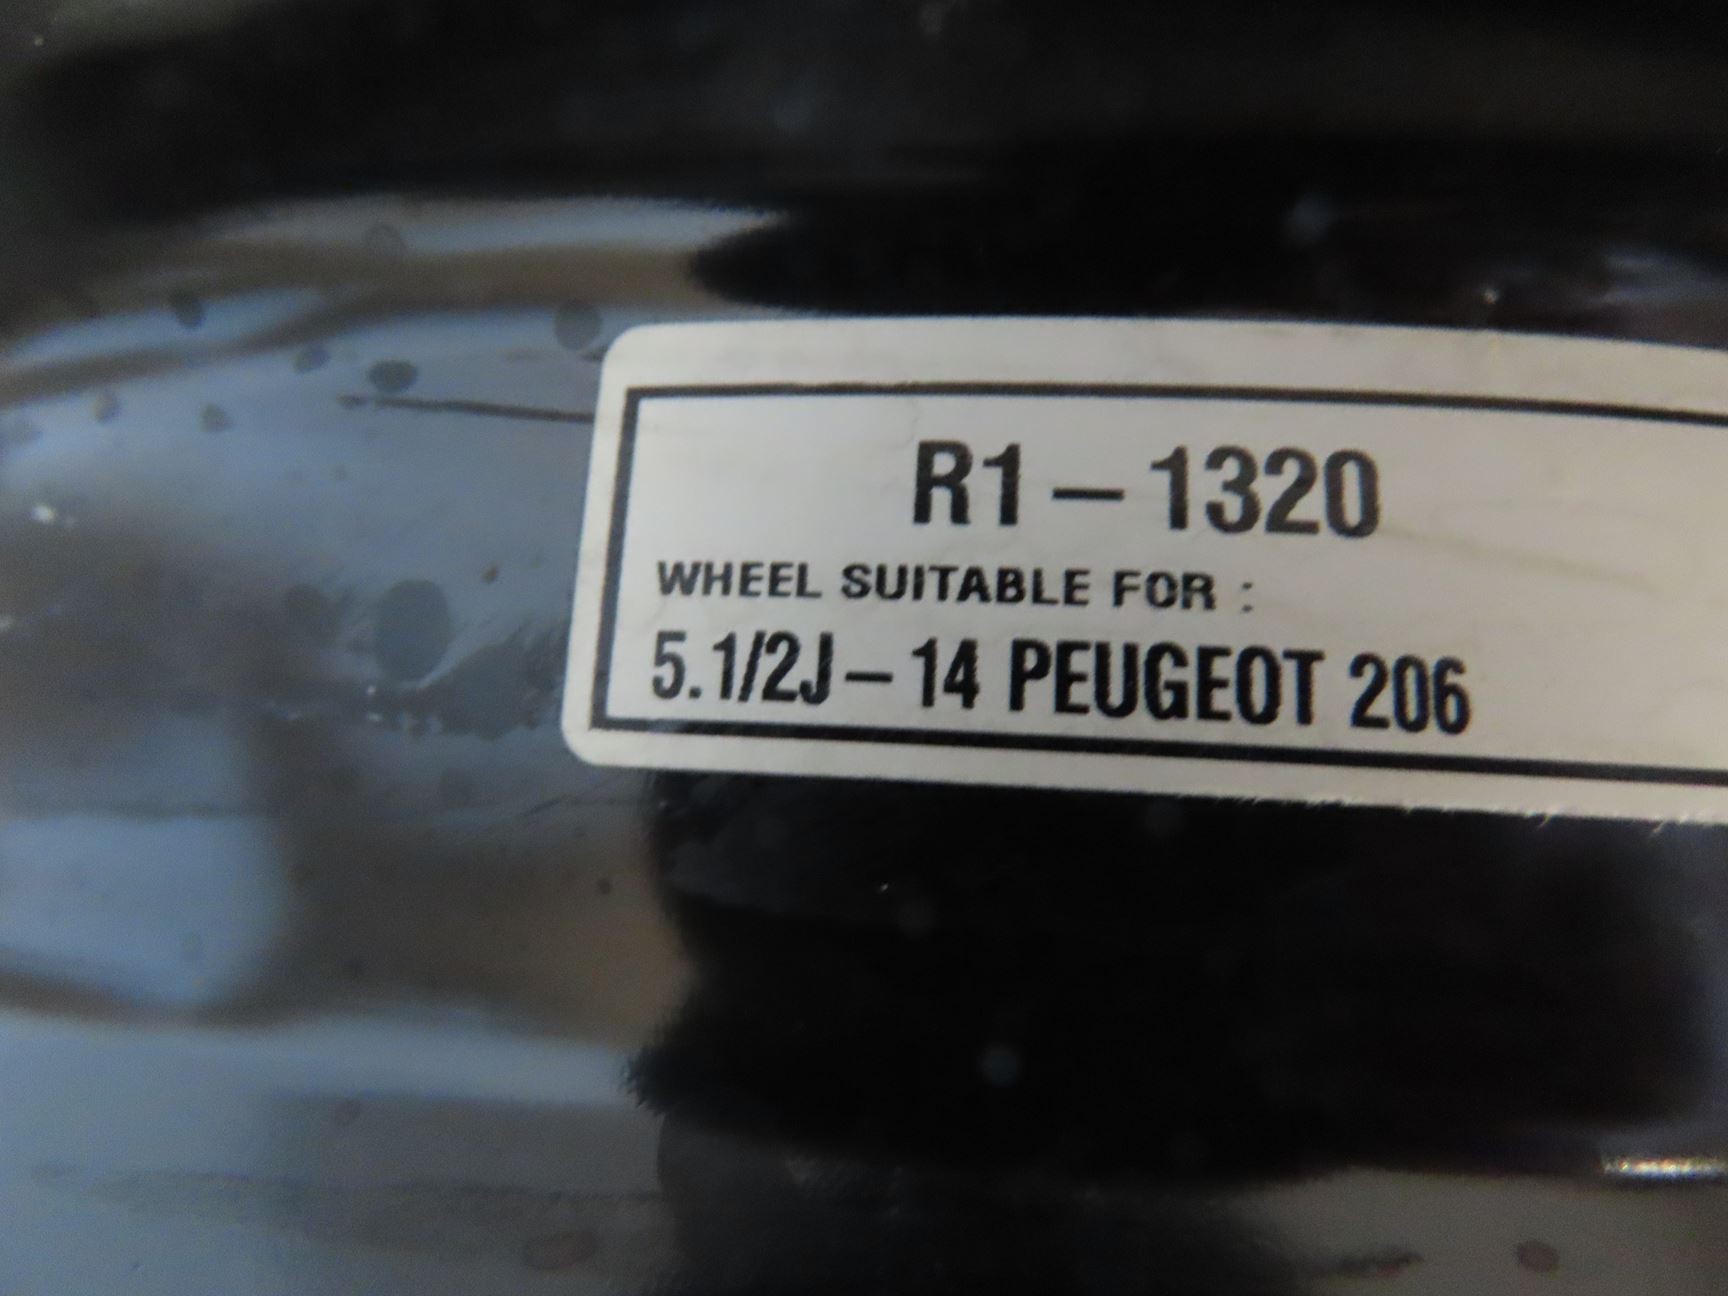 R1 – 1320
WHEEL SUITABLE FOR :
5.1/2J – 14 PEUGEOT 206